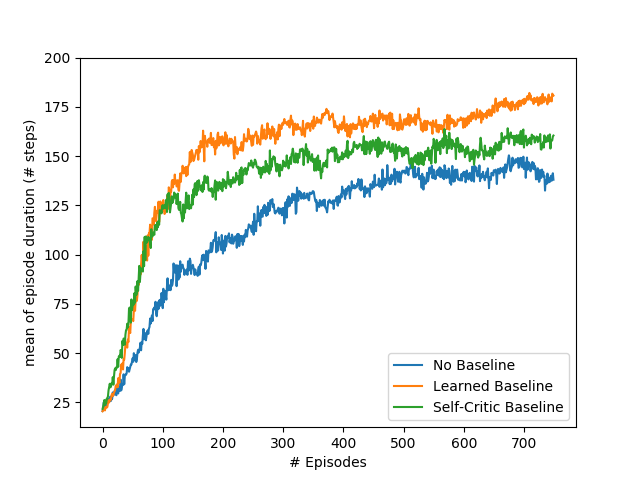 200
175
150
125
100
75
50
25
mean of episode duration (# steps)
No Baseline
Learned Baseline
Self-Critic Baseline
0 100 200 300 400 500 600 700
# Episodes